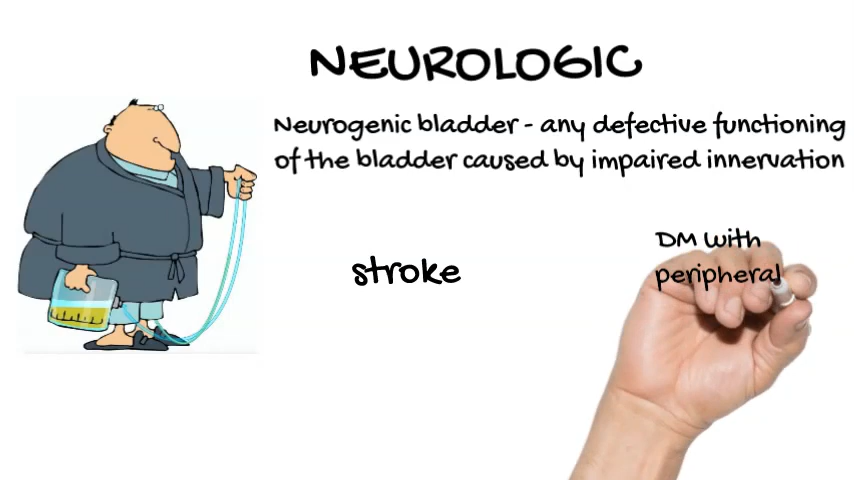 NEUROLOGIC
Neurogenic bladder - any defective functioning
of the bladder caused by impaired innervation
stroke
DM with
peripheral